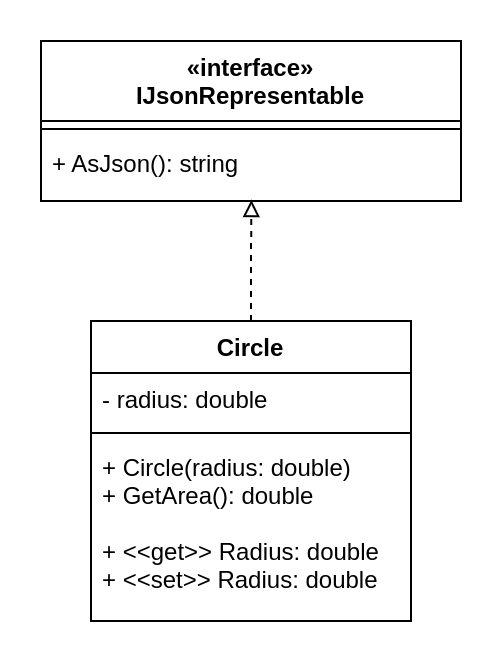 «interface»
IJsonRepresentable
+ AsJson(): string
Circle
- radius: double
+ Circle(radius: double)
+ GetArea(): double
+ <<get>> Radius: double
+ <<set>> Radius: double